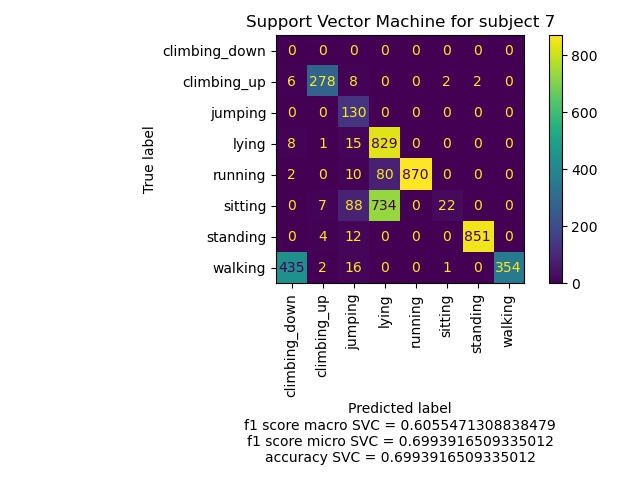 Support Vector Machine for subject 7
climbing_down 0 0 0 0 0 0 0 0
climbing_up 6 278 8 0 0 2 2 0
jumping 0 0 130 0 0 0 0 0
lying 8 1 15 829 0 0 0 0
running 2 0 10 80 870 0 0 0
sitting 0 7 88 734 0 22 0 0
standing 0 4 12 0 0 0 851 0
walking 435 2 16 0 0 1 0 354
True label
climbing_down
climbing_up
jumping
lying
running
sitting
standing
walking
Predicted label
800
600
400
200
0
f1 score macro SVC = 0.6055471308838479
f1 score micro SVC = 0.6993916509335012
accuracy SVC = 0.6993916509335012